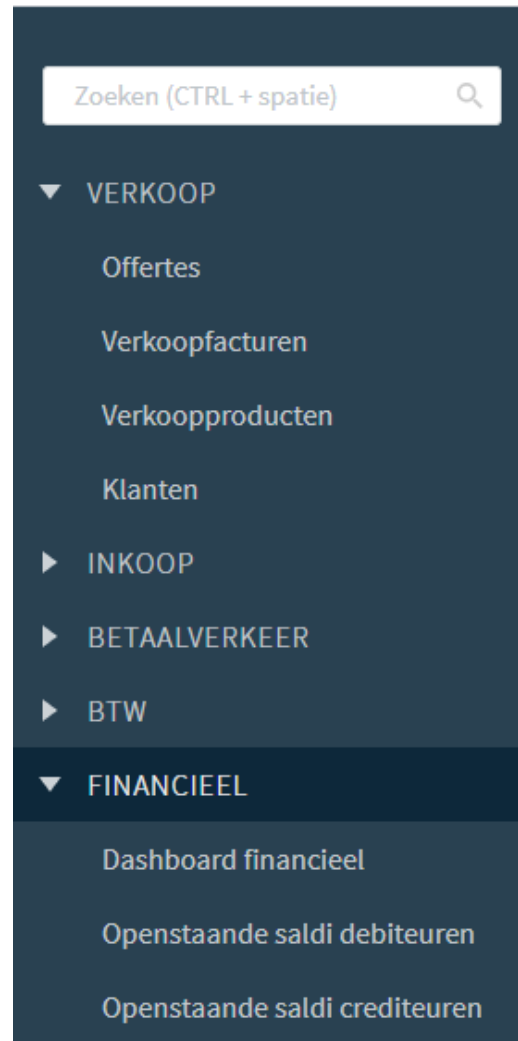 Zoeken (CTRL + spatie)
VERKOOP
Offertes
Verkoopfacturen
Verkoopproducten
Klanten
INKOOP
BETAALVERKEER
BTW
FINANCIEEL
Dashboard financieel
Openstaande saldi debiteuren
Openstaande saldi crediteuren